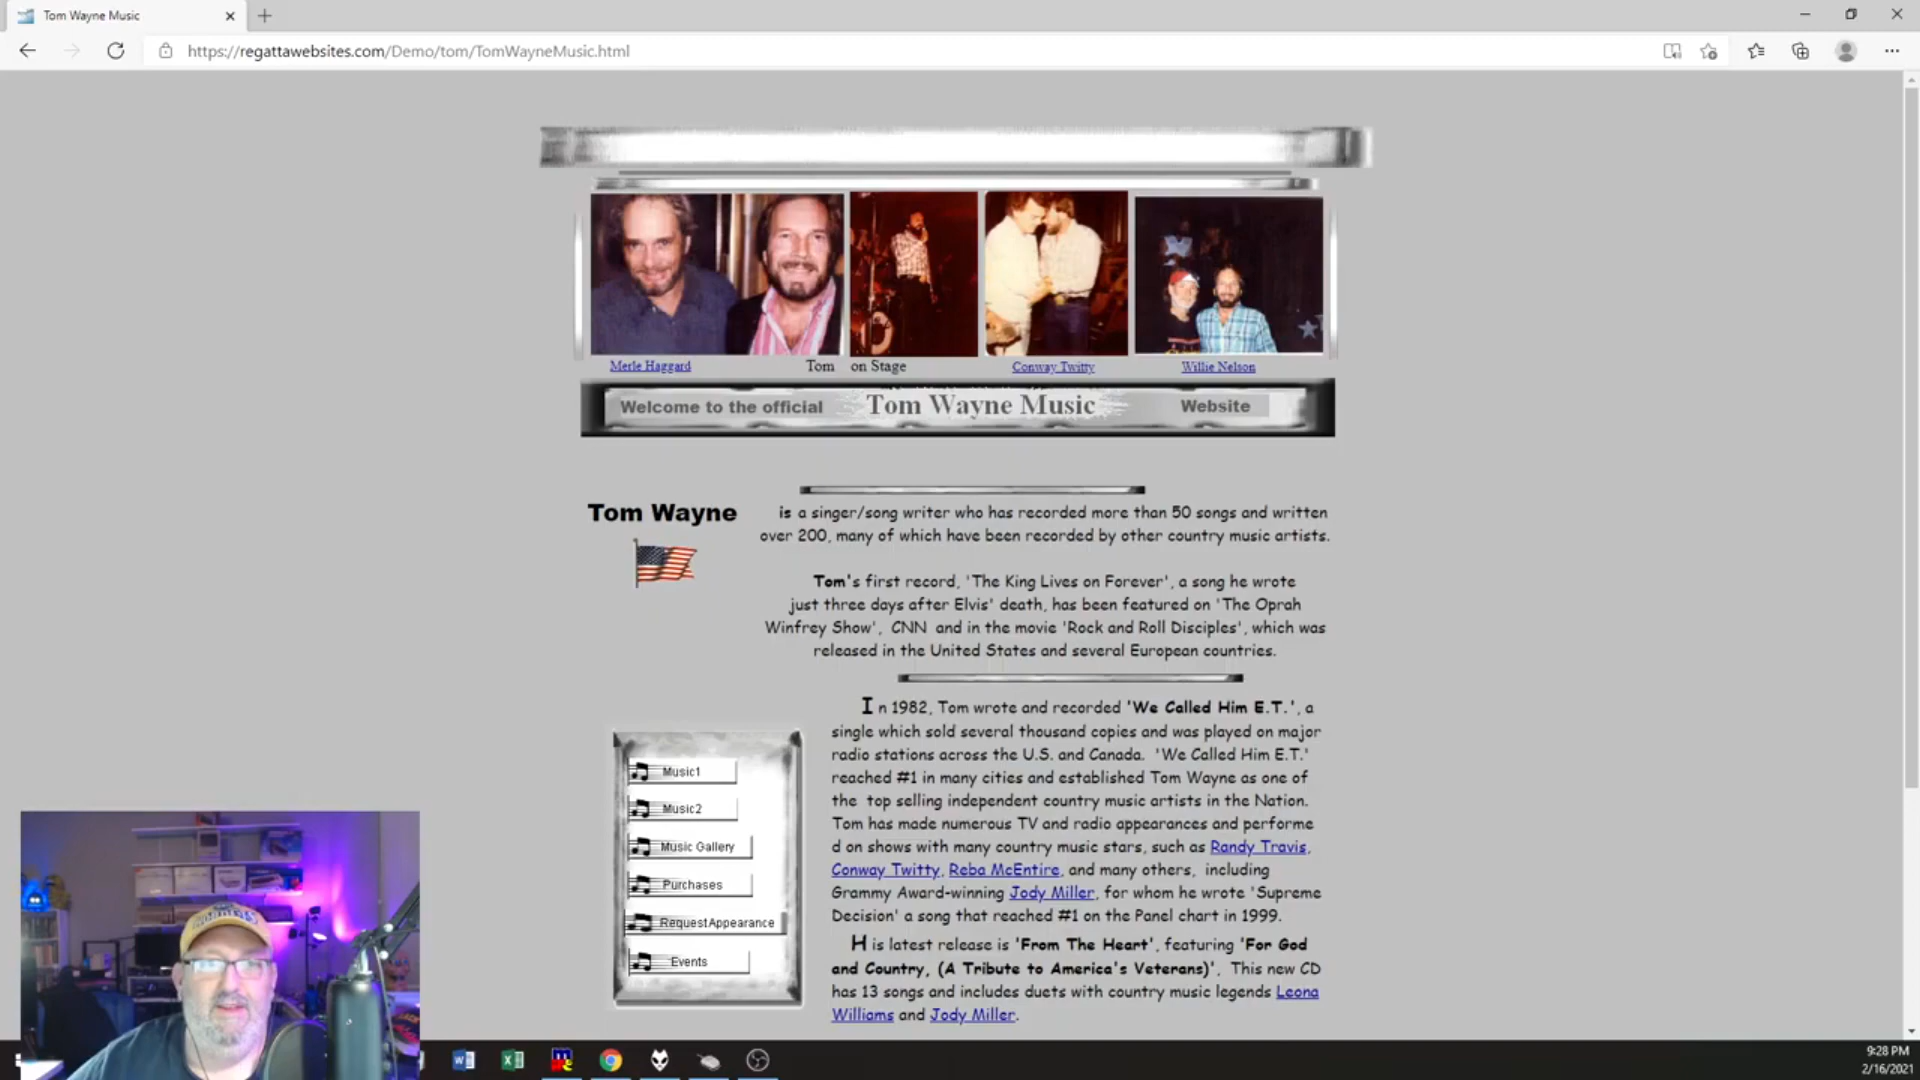 Tom Wayne Music
https://regattawebsites.com/Demo/tom/TomWayneMusic.html
Merle Haggard Tom on Stage Conway Twitty Willie Nelson
Welcome to the official Tom Wayne Music Website
Tom Wayne
is a singer/song writer who has recorded more than 50 songs and written
over 200, many of which have been recorded by other country music artists.
Tom's first record, 'The King Lives on Forever', a song he wrote
just three days after Elvis' death, has been featured on 'The Oprah
Winfrey Show', CNN and in the movie 'Rock and Roll Disciples', which was
released in the United States and several European countries.
Music1
Music2
Music Gallery
Purchases
RequestAppearance
Events
In 1982, Tom wrote and recorded 'We Called Him E.T.', a
single which sold several thousand copies and was played on major
radio stations across the U.S. and Canada. 'We Called Him E.T.'
reached #1 in many cities and established Tom Wayne as one of
the top selling independent country music artists in the Nation.
Tom has made numerous TV and radio appearances and performe
d on shows with many country music stars, such as Randy Travis,
Conway Twitty, Reba McEntire, and many others, including
Grammy Award-winning Jody Miller, for whom he wrote 'Supreme
Decision' a song that reached #1 on the Panel chart in 1999.
His latest release is 'From The Heart', featuring 'For God
and Country, (A Tribute to America's Veterans)', This new CD
has 13 songs and includes duets with country music legends Leona
Williams and Jody Miller.
9:28 PM
2/16/2021